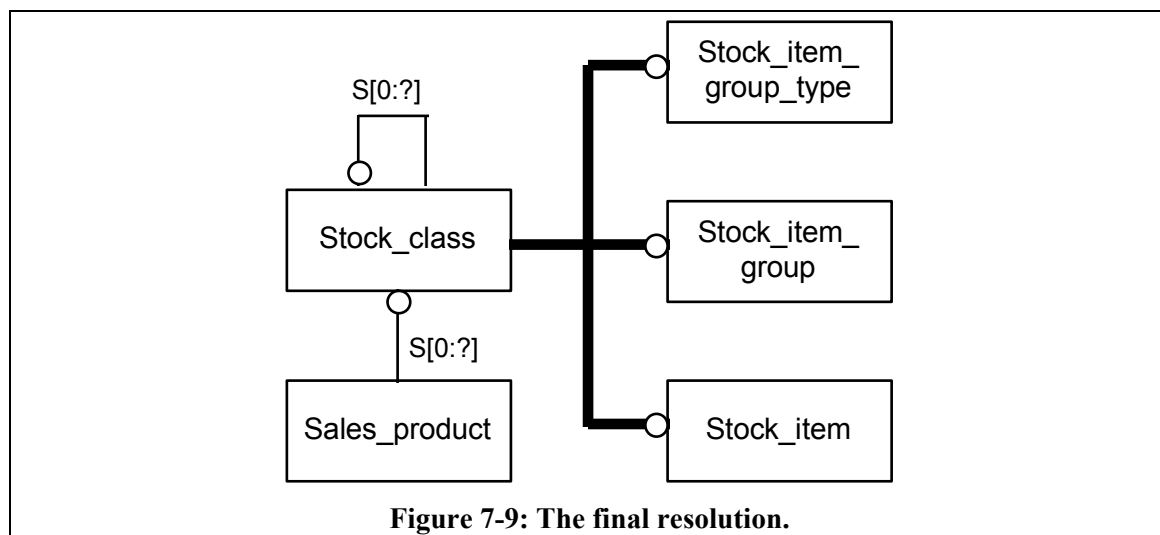 Stock_item_
group_type
S[0:?]
Stock_class
Stock_item_
group
S[0:?]
Sales_product
Stock_item
Figure 7-9: The final resolution.